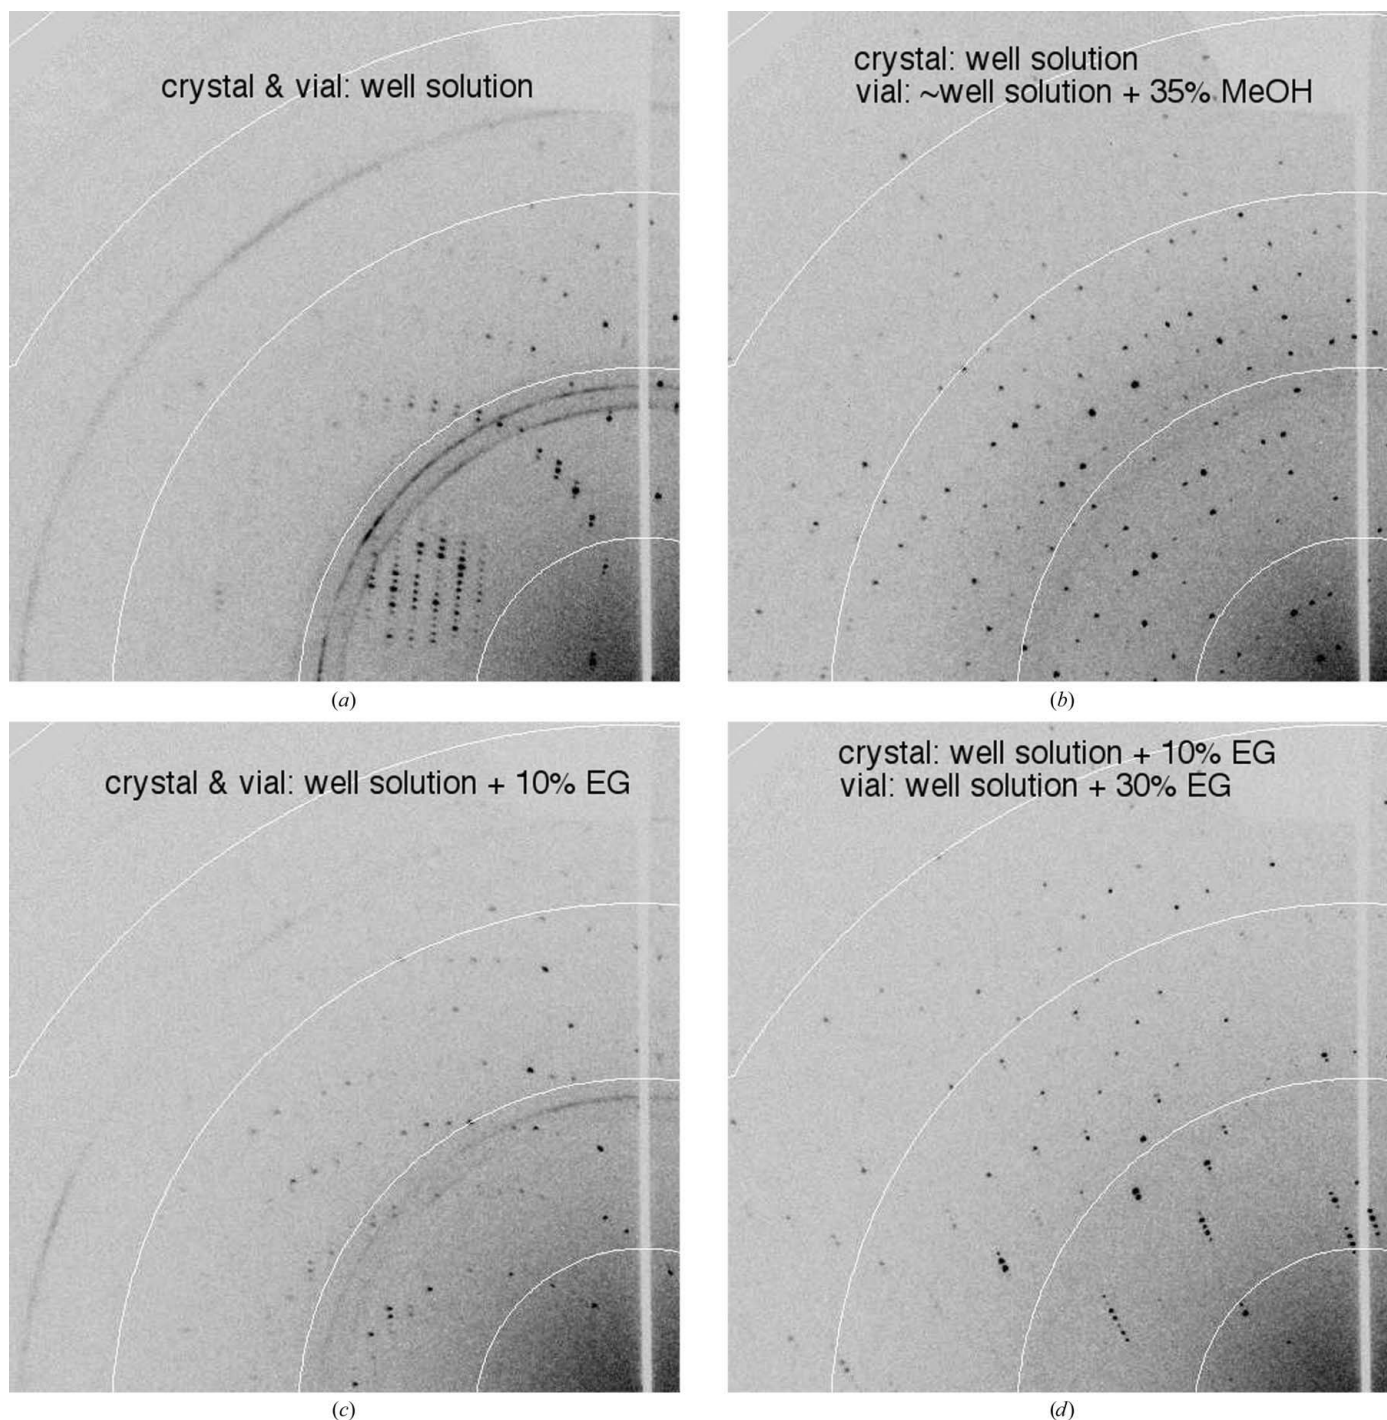 crystal & vial: well solution
(a)
crystal: well solution
vial: ~well solution + 35% MeOH
(b)
crystal & vial: well solution + 10% EG
(c)
crystal: well solution + 10% EG
vial: well solution + 30% EG
(d)